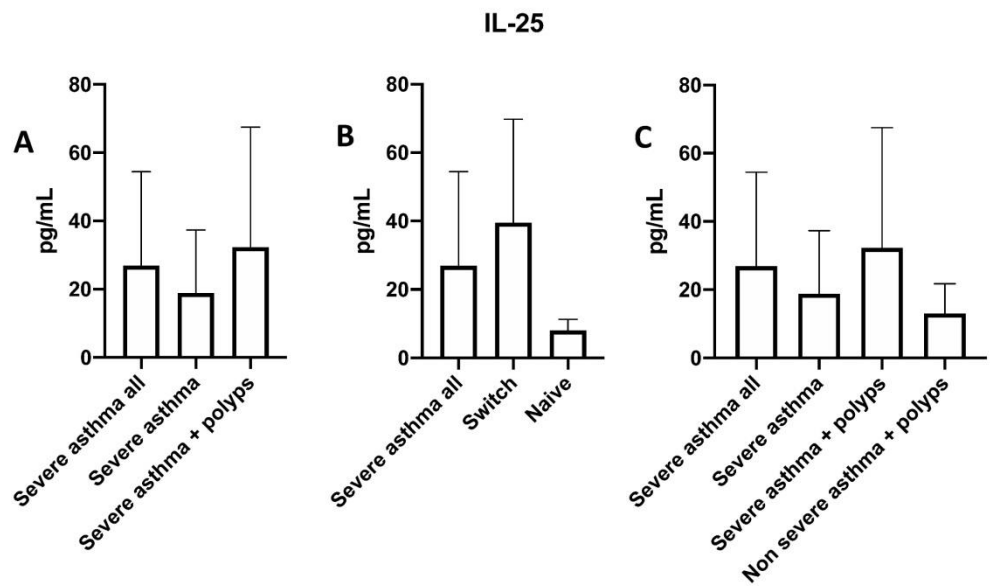 IL-25
A
pg/mL
80
60
40
20
0
Severe asthma all
Severe asthma
Severe asthma + polyps
B
pg/mL
80
60
40
20
0
Severe asthma all
Switch
Naive
C
pg/mL
80
60
40
20
0
Severe asthma all
Severe asthma
Severe asthma + polyps
Non severe asthma + polyps